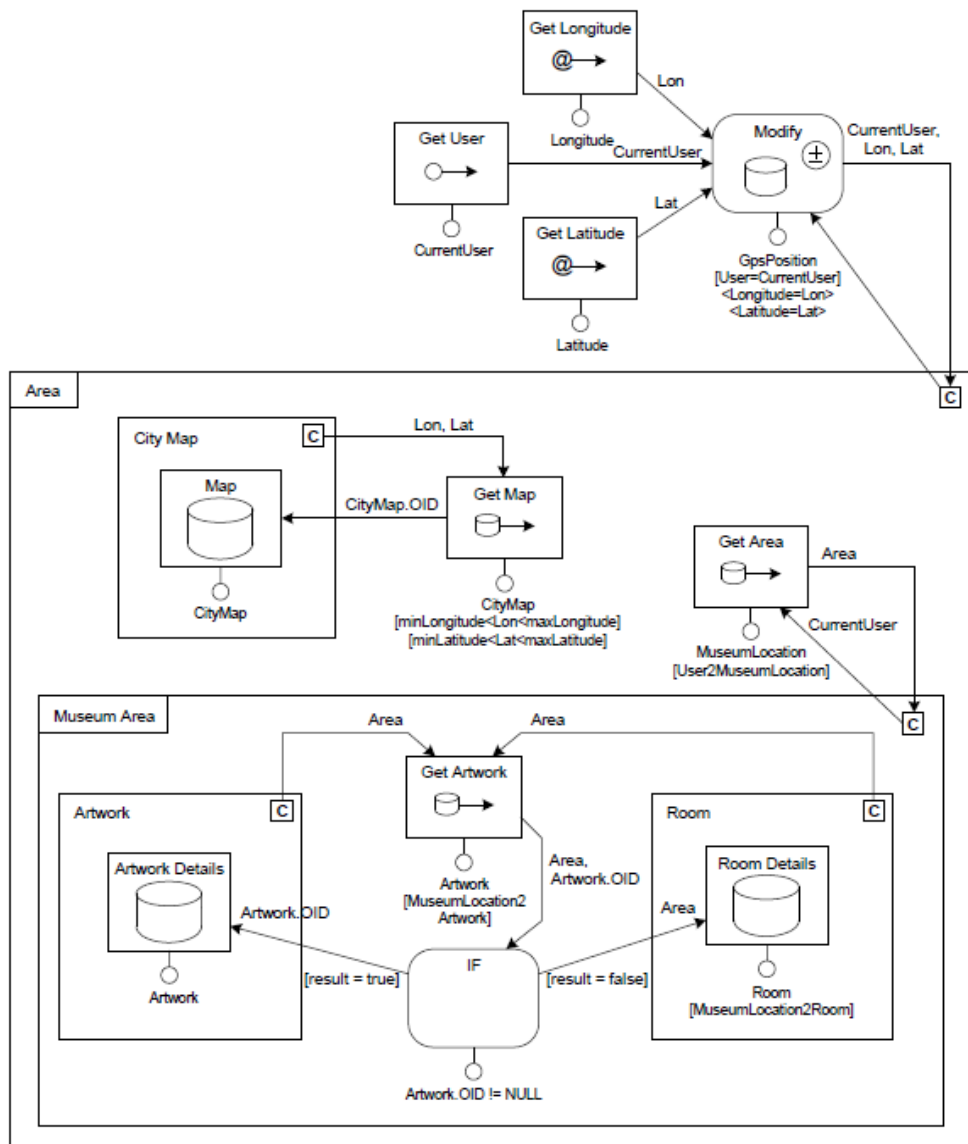 Get Longitude
@
Lon
Longitude
Get User
CurrentUser
CurrentUser
Modify
±
CurrentUser,
Lon, Lat
Lat
Get Latitude
@
Latitude
GpsPosition
[User=CurrentUser]
<Longitude=Lon>
<Latitude=Lat>
Area
C
City Map
C
Lon, Lat
Map
CityMap.OID
Get Map
CityMap
CityMap
[minLongitude<Lon<maxLongitude]
[minLatitude<Lat<maxLatitude]
Get Area
Area
CurrentUser
MuseumLocation
[User2MuseumLocation]
Museum Area
C
Area
Area
Get Artwork
Artwork
C
Room
C
Artwork Details
Artwork
[MuseumLocation2
Artwork]
Area,
Artwork.OID
Room Details
Artwork.OID
Area
[result = true]
IF
[result = false]
Artwork
Room
[MuseumLocation2Room]
Artwork.OID != NULL